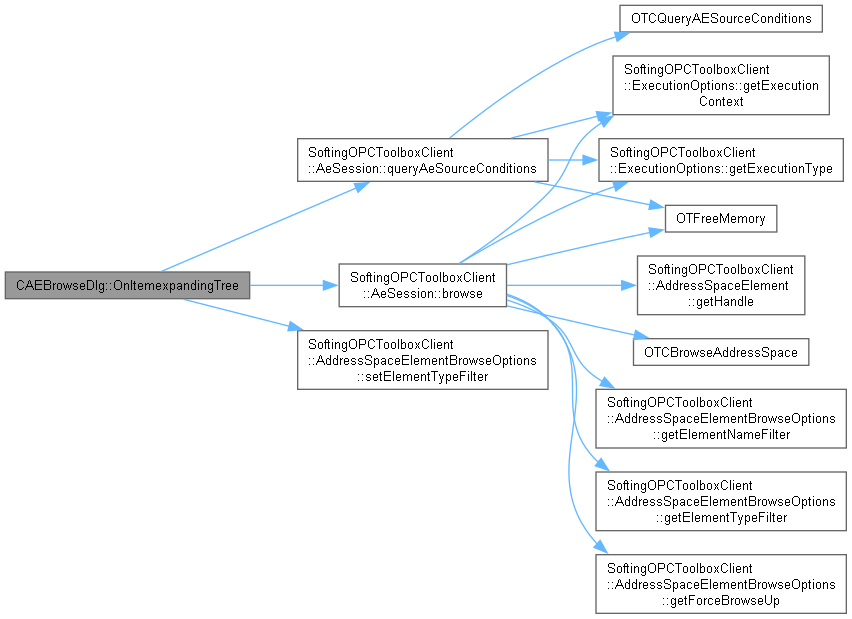 CAEBrowseDlg::OnItemexpandingTree
SoftingOPCToolboxClient
::AeSession::queryAeSourceConditions
SoftingOPCToolboxClient
::AeSession::browse
SoftingOPCToolboxClient
::AddressSpaceElementBrowseOptions
::setElementTypeFilter
OTCQueryAESourceConditions
SoftingOPCToolboxClient
::ExecutionOptions::getExecution
Context
SoftingOPCToolboxClient
::ExecutionOptions::getExecutionType
OTFreeMemory
SoftingOPCToolboxClient
::AddressSpaceElement
::getHandle
OTCBrowseAddressSpace
SoftingOPCToolboxClient
::AddressSpaceElementBrowseOptions
::getElementNameFilter
SoftingOPCToolboxClient
::AddressSpaceElementBrowseOptions
::getElementTypeFilter
SoftingOPCToolboxClient
::AddressSpaceElementBrowseOptions
::getForceBrowseUp